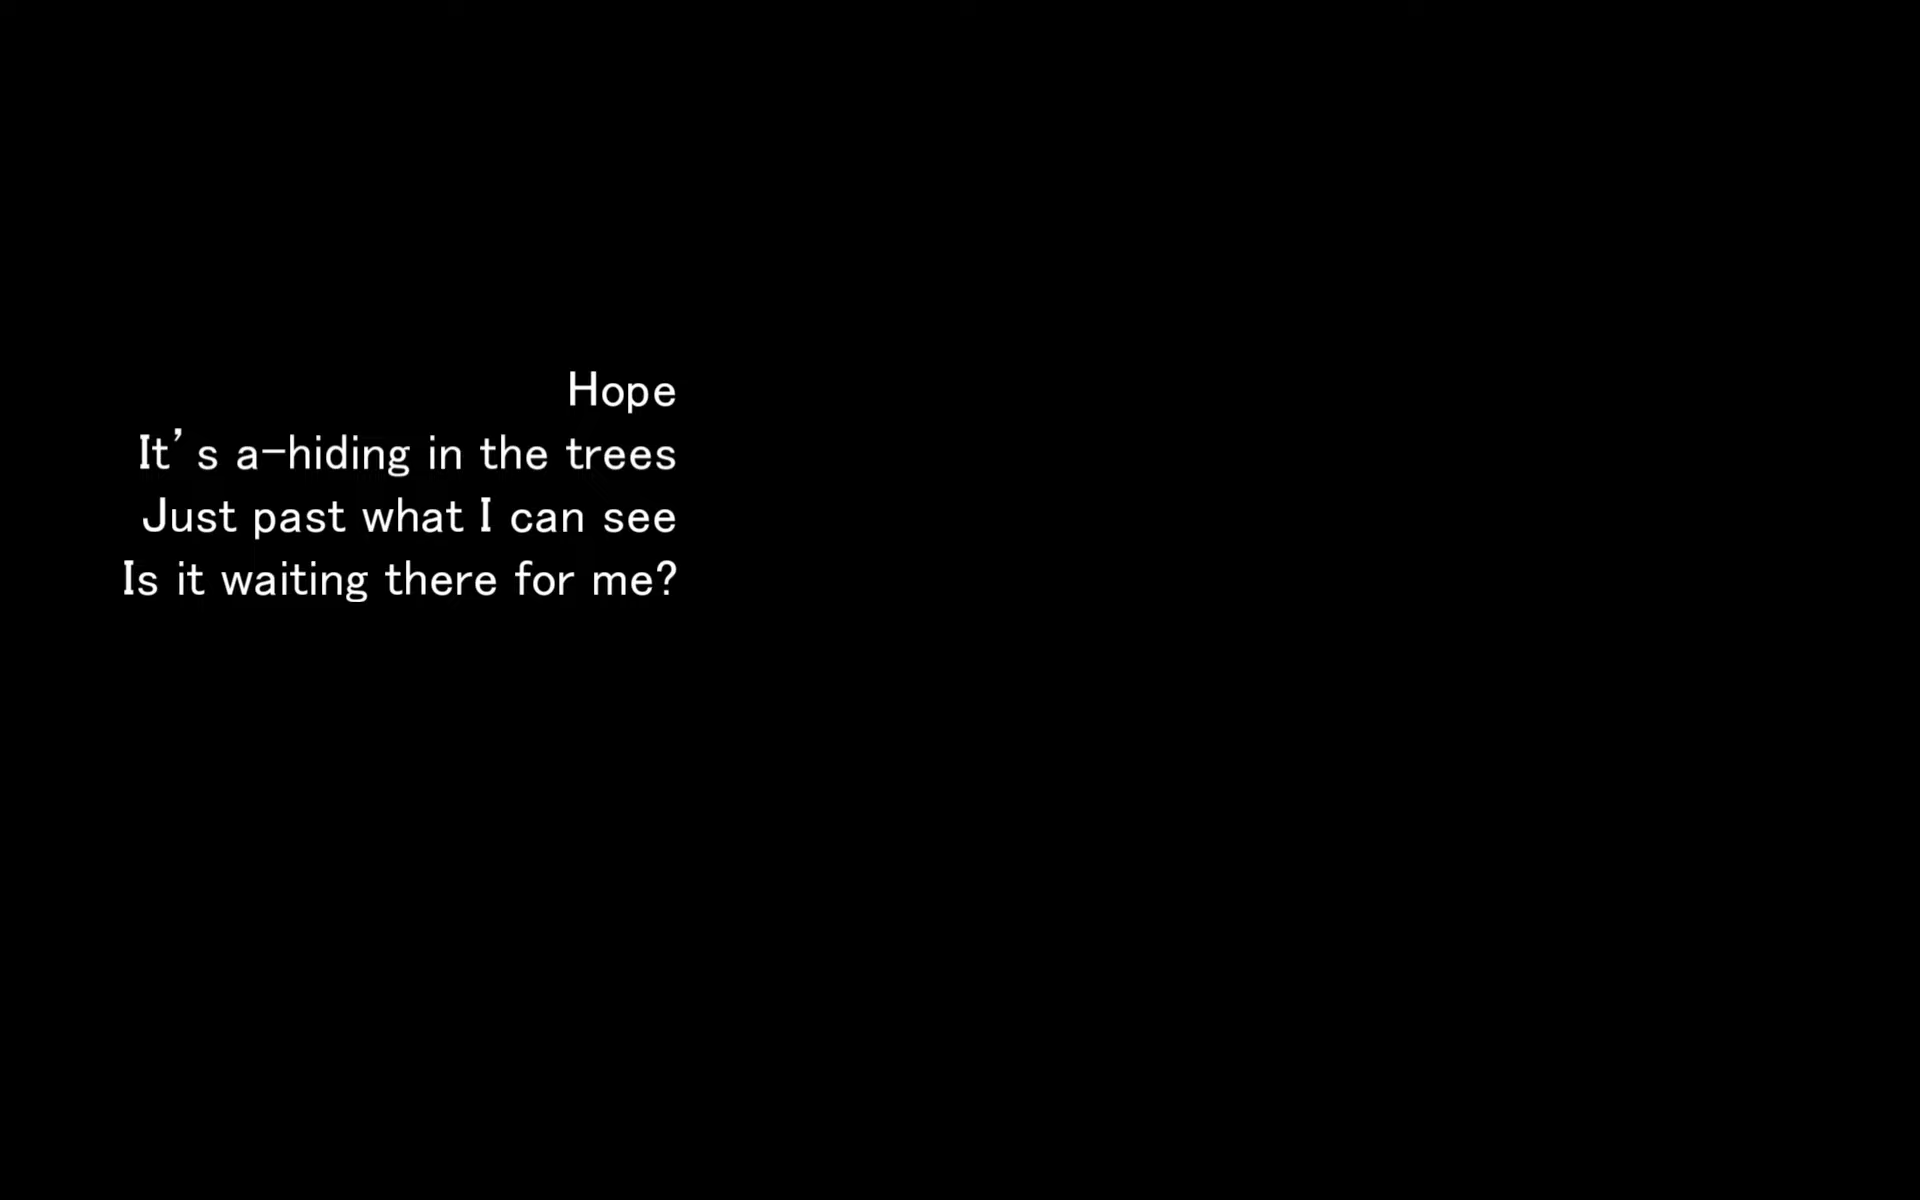 Hope
It’s a-hiding in the trees
Just past what I can see
Is it waiting there for me?